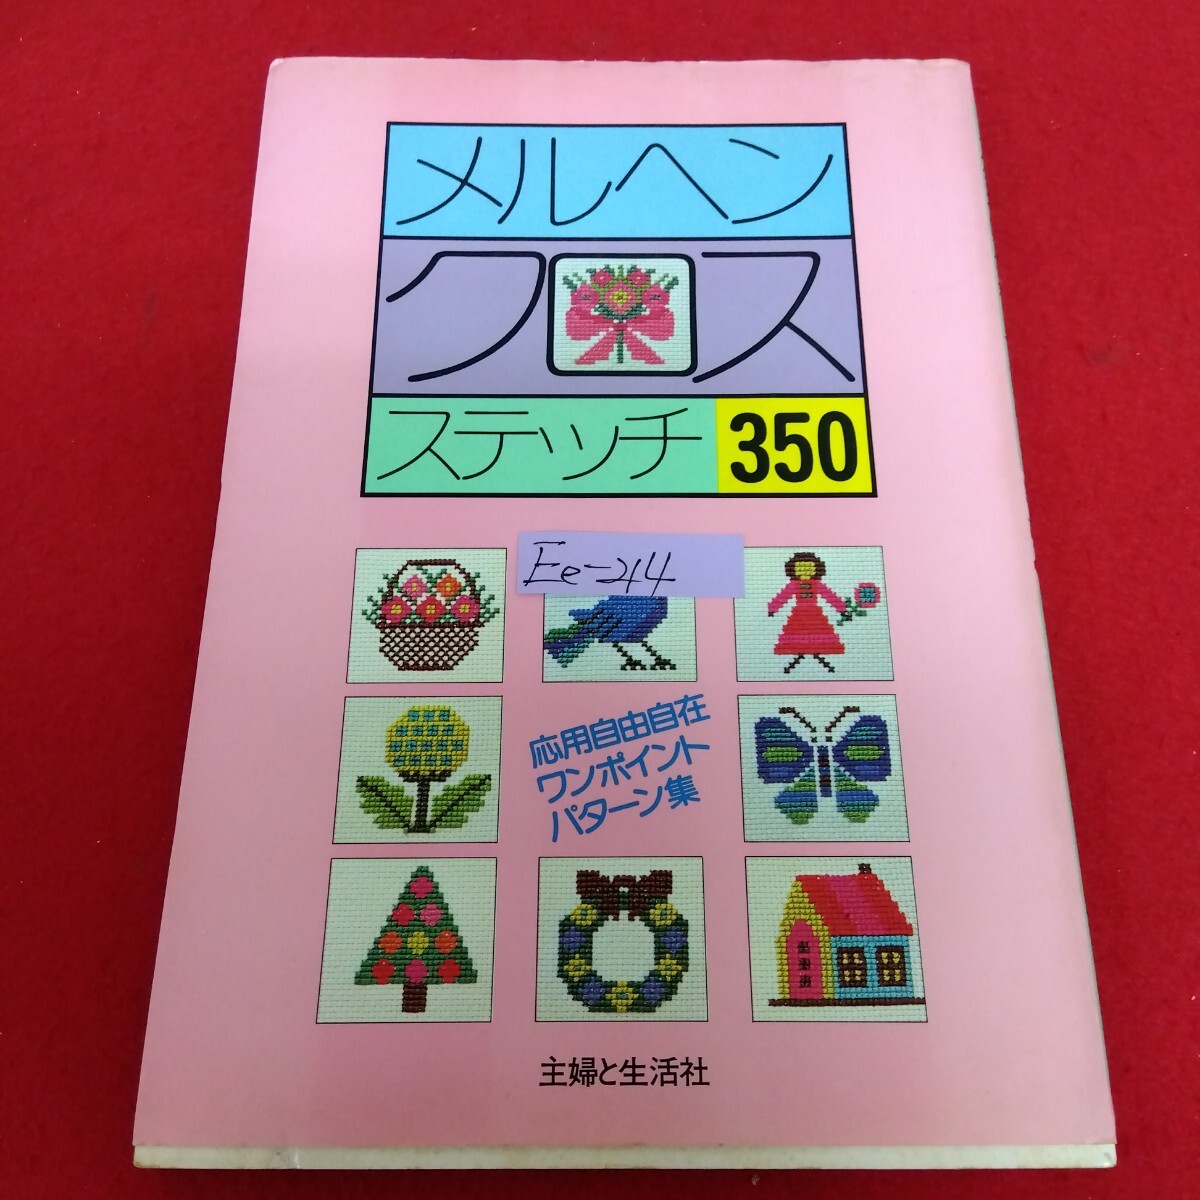 メルヘン
クロス
ステッチ 350
Ee-214
応用自由自在
ワンポイント
パターン集
主婦と生活社